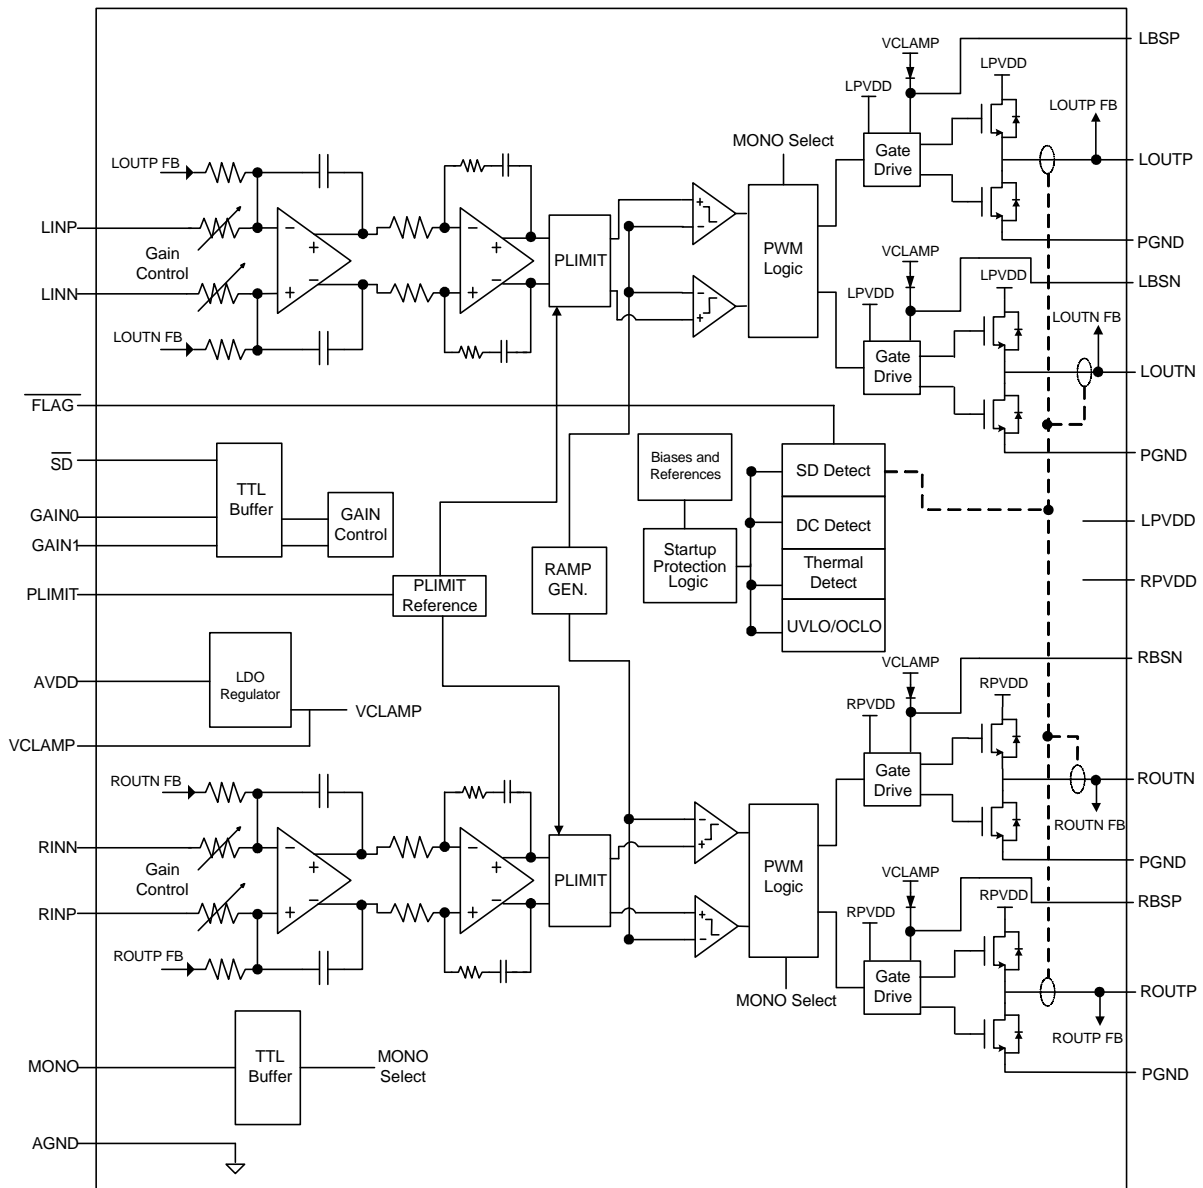 LBSP
VCLAMP
LPVDD
LPVDD
LOUTP FB
MONO Select
LOUTP FB
Gate
Drive
LOUTP
LINP
Gain
Control
PLIMIT
PWM
Logic
PGND
VCLAMP
LBSN
LPVDD
LPVDD
LINN
LOUTN FB
LOUTN FB
Gate
Drive
LOUTN
FLAG
PGND
SD
TTL
Buffer
Biases and
References
SD Detect
GAIN0
GAIN1
GAIN
Control
DC Detect
LPVDD
Startup
Protection
Logic
RAMP
GEN.
Thermal
Detect
RPVDD
PLIMIT
PLIMIT
Reference
UVLO/OCLO
AVDD
LDO
Regulator
VCLAMP
VCLAMP
VCLAMP
RBSN
RPVDD
RPVDD
ROUTN FB
Gate
Drive
ROUTN
ROUTN FB
RINN
Gain
Control
PLIMIT
PWM
Logic
PGND
VCLAMP
RBSP
RPVDD
RPVDD
RINP
ROUTP FB
MONO Select
Gate
Drive
ROUTP
ROUTP FB
MONO
TTL
Buffer
MONO
Select
PGND
AGND
+
−